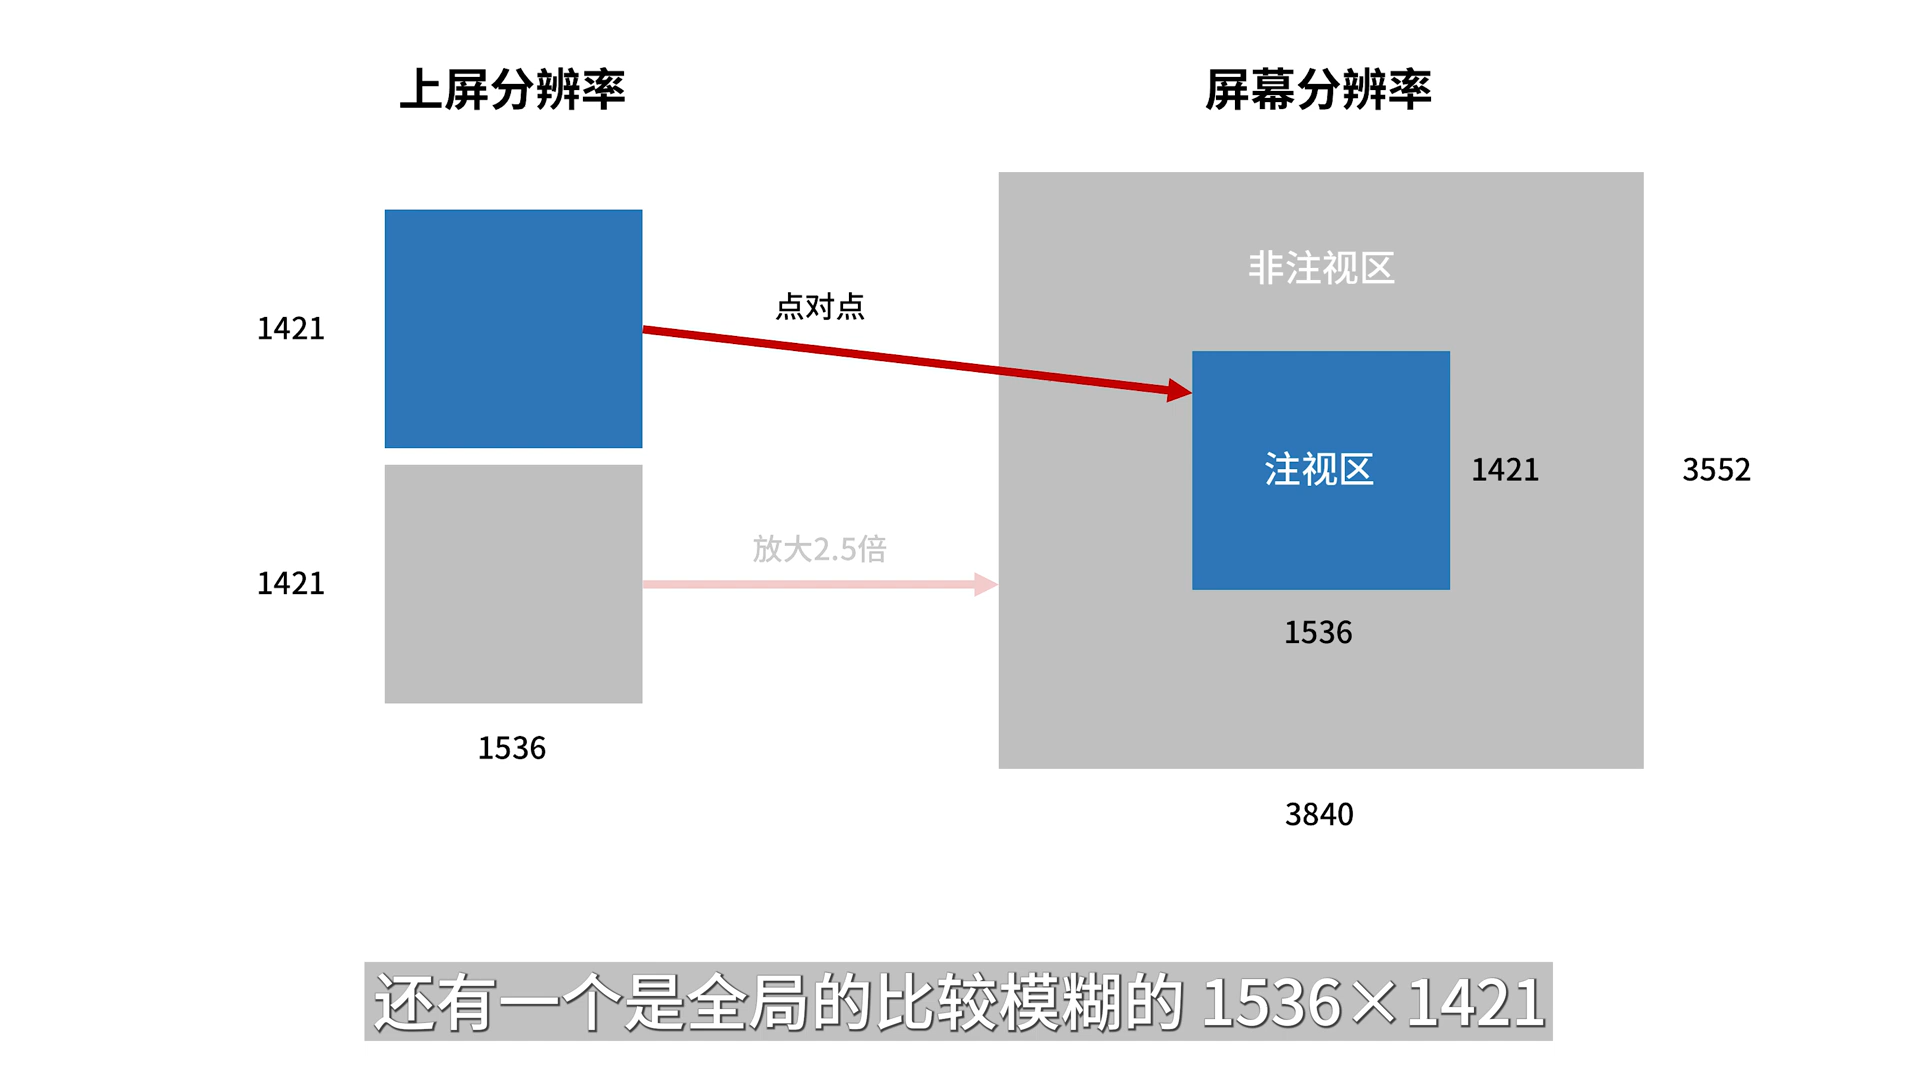 上屏分辨率
屏幕分辨率
1421
点对点
非注视区
注视区
1421
3552
1421
放大2.5倍
1536
1536
3840
还有一个是全局的比较模糊的 1536×1421